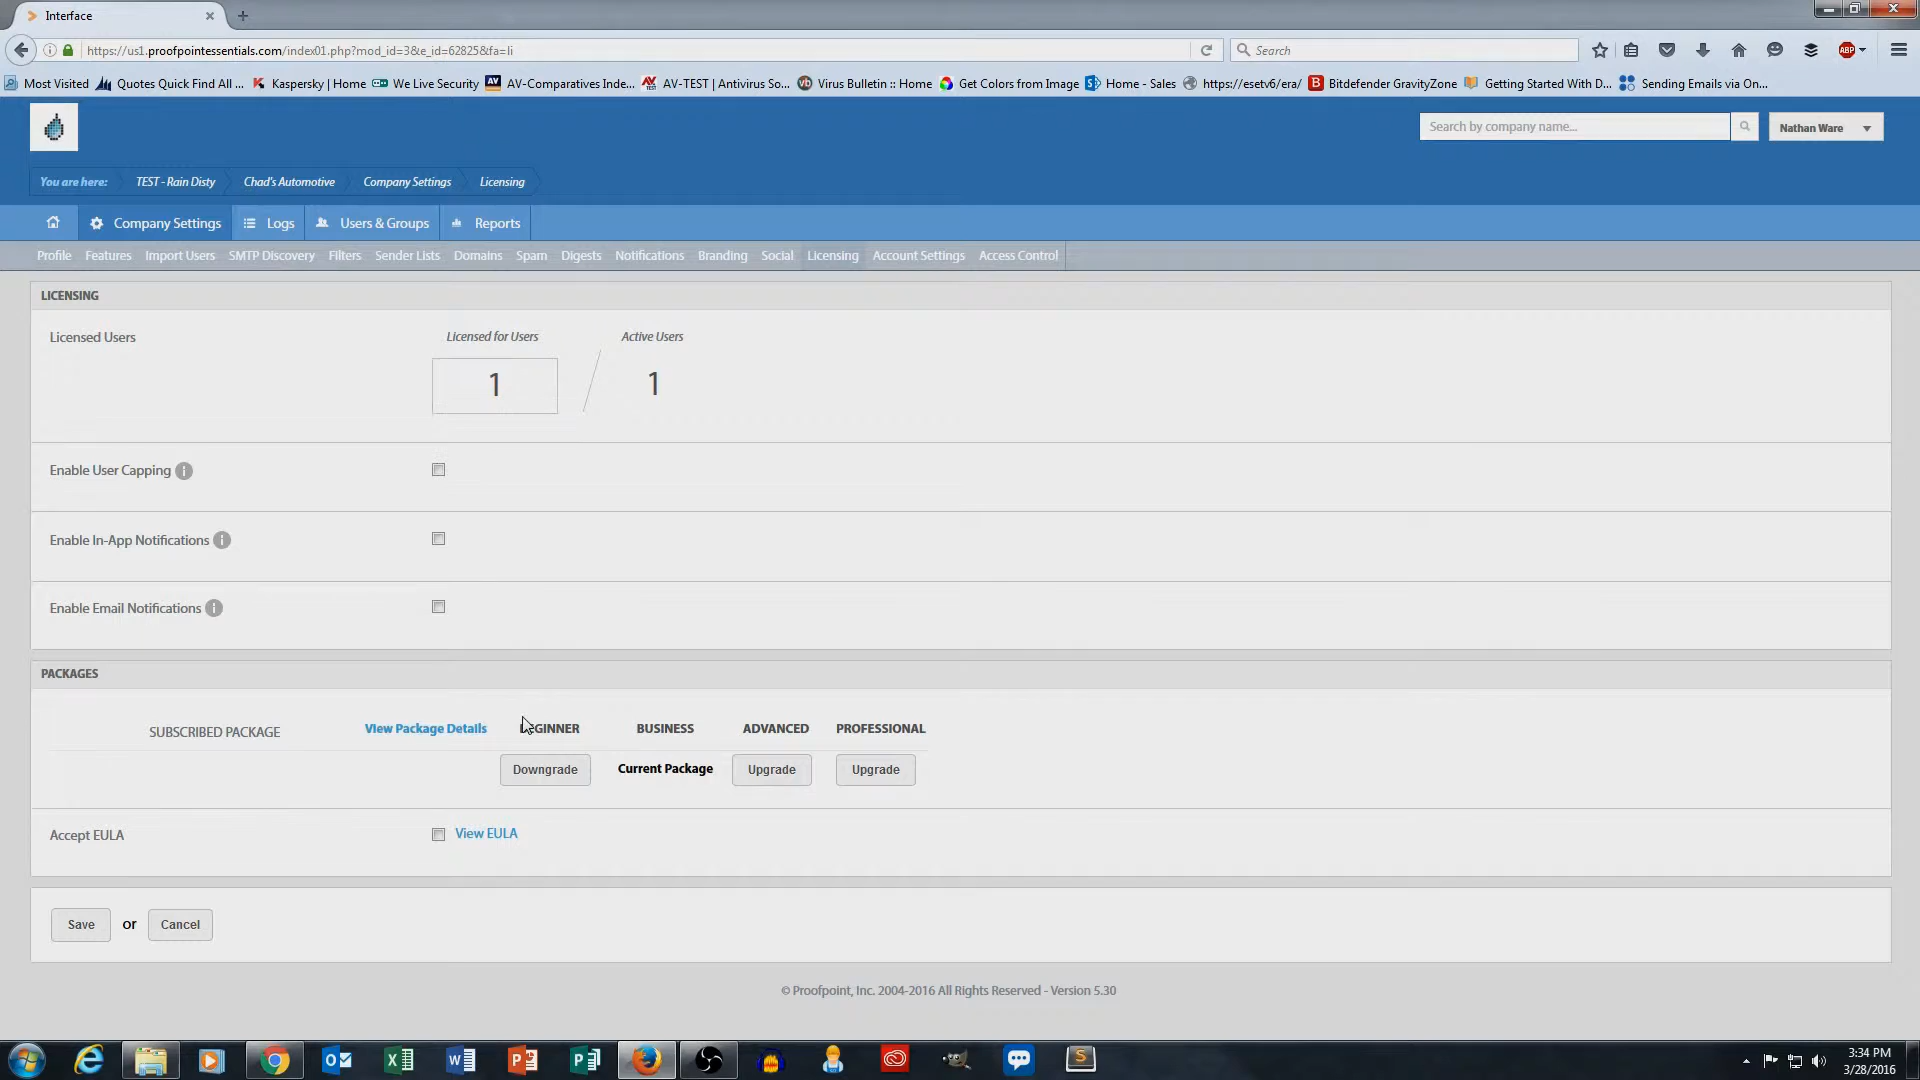 Interface
https://us1.proofpointessentials.com/index01.php?mod_id=3&e_id=62825&fa=li
Search
ABP
Most Visited
Quotes Quick Find All ...
Kaspersky | Home
We Live Security
AV-Comparatives Inde...
AV-TEST | Antivirus So...
Virus Bulletin :: Home
Get Colors from Image
Home - Sales
https://esetv6/era/
Bitdefender GravityZone
Getting Started With D...
Sending Emails via On...
Search by company name...
Nathan Ware
You are here:
TEST - Rain Disty
Chad's Automotive
Company Settings
Licensing
Company Settings
Logs
Users & Groups
Reports
Profile
Features
Import Users
SMTP Discovery
Filters
Sender Lists
Domains
Spam
Digests
Notifications
Branding
Social
Licensing
Account Settings
Access Control
LICENSING
Licensed Users
Licensed for Users
Active Users
1
1
Enable User Capping
Enable In-App Notifications
Enable Email Notifications
PACKAGES
SUBSCRIBED PACKAGE
View Package Details
BEGINNER
BUSINESS
ADVANCED
PROFESSIONAL
Downgrade
Current Package
Upgrade
Upgrade
Accept EULA
View EULA
Save
or
Cancel
© Proofpoint, Inc. 2004-2016 All Rights Reserved - Version 5.30
3:34 PM
3/28/2016